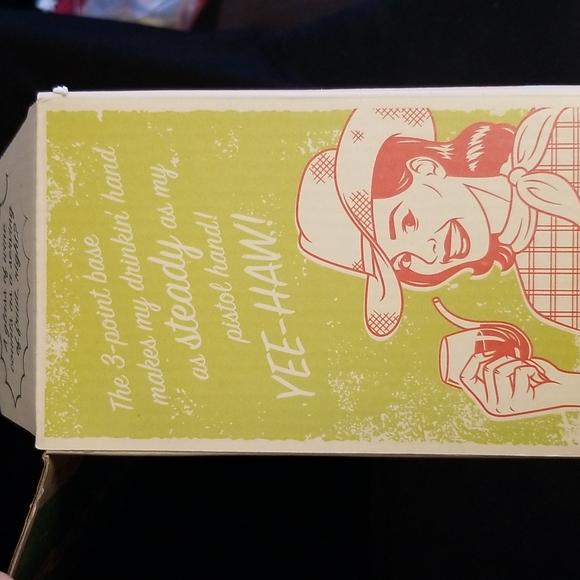 The 3-point base
makes my drinkin' hand
as steady as my
pistol hand!
YEE-HAW!